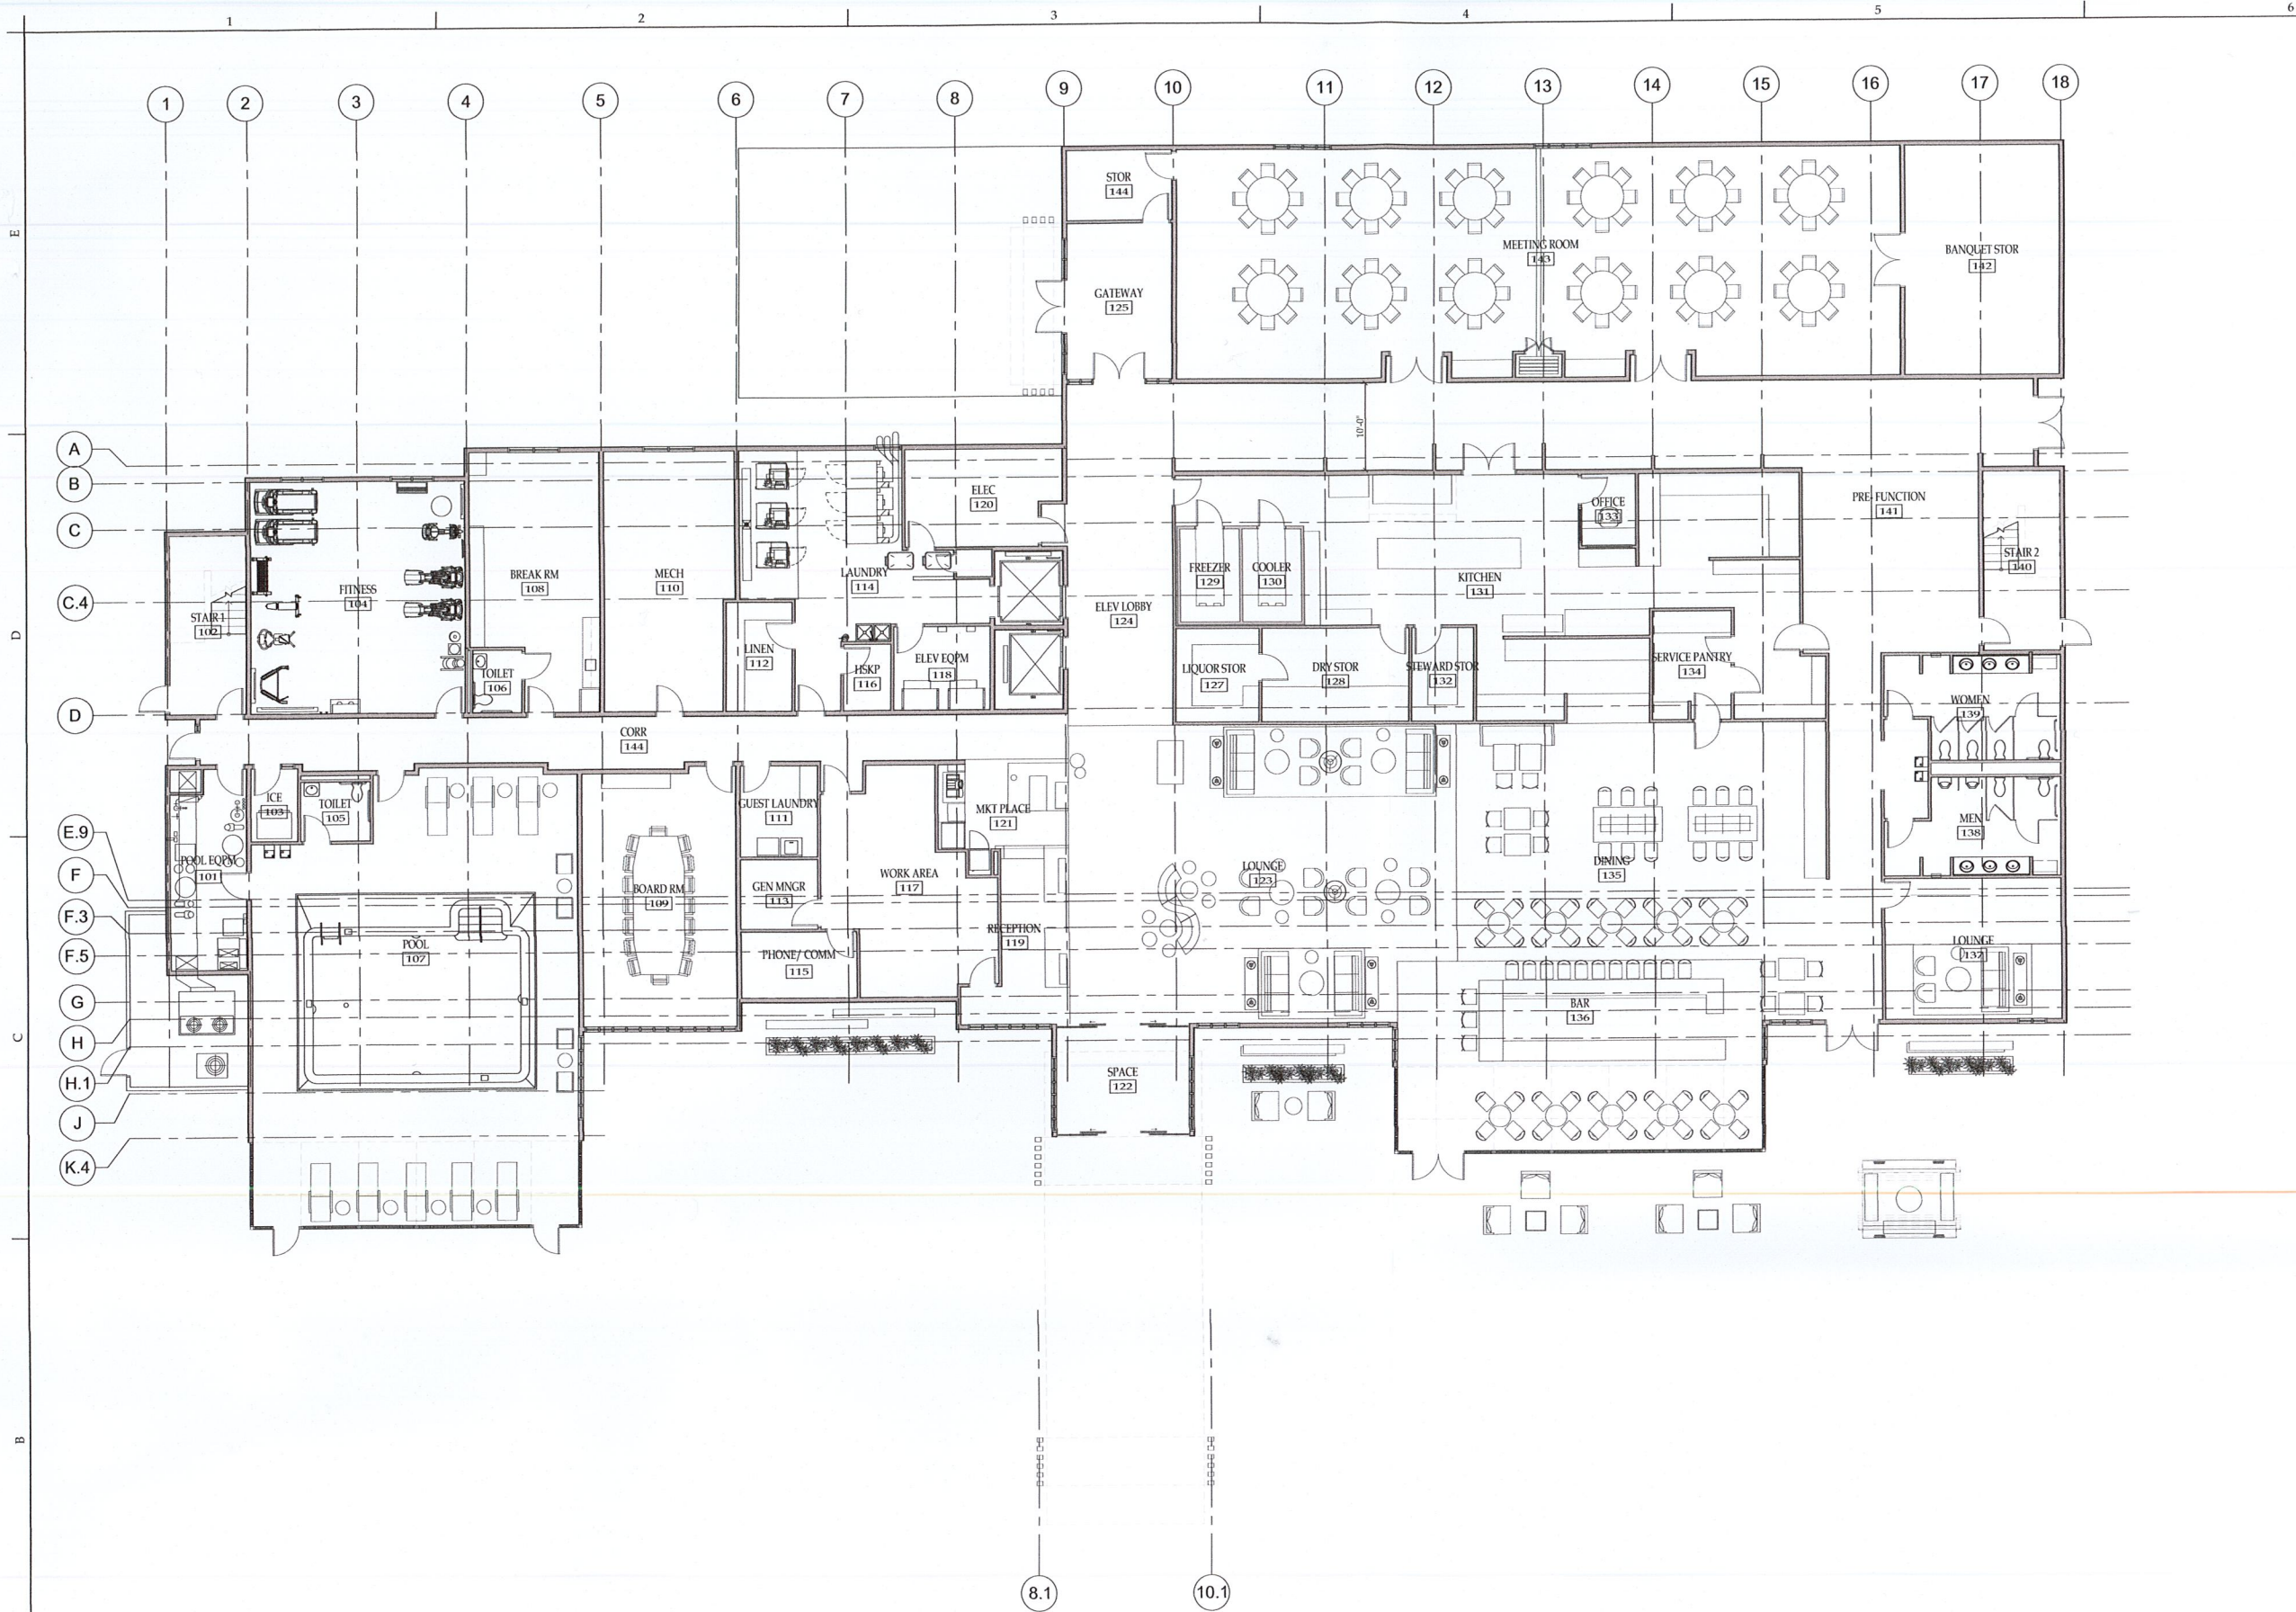 1 2 3 4 5 6
1 2 3 4 5 6 7 8 9 10 11 12 13 14 15 16 17 18
E
STOR
144
MEETING ROOM
143
BANQUET STOR
142
GATEWAY
125
10'-0"
A
B
C
C.4
D
D
STAIR 1
102
FITNESS
104
BREAK RM
108
TOILET
106
MECH
110
LAUNDRY
114
LINEN
112
HSKP
116
ELEV EQPM
118
ELEC
120
ELEV LOBBY
124
FREEZER
129
COOLER
130
KITCHEN
131
OFFICE
133
PRE-FUNCTION
141
STAIR 2
140
LIQUOR STOR
127
DRY STOR
128
STEWARD STOR
132
SERVICE PANTRY
134
WOMEN
139
CORR
144
E.9
F
F.3
F.5
G
H
H.1
J
K.4
C
ICE
103
TOILET
105
POOL EQPM
101
POOL
107
BOARD RM
109
GUEST LAUNDRY
111
GEN MNGR
113
PHONE/ COMM
115
WORK AREA
117
MKT PLACE
121
RECEPTION
119
LOUNGE
123
DINING
135
MEN
138
LOUNGE
137
BAR
136
SPACE
122
B
8.1 10.1